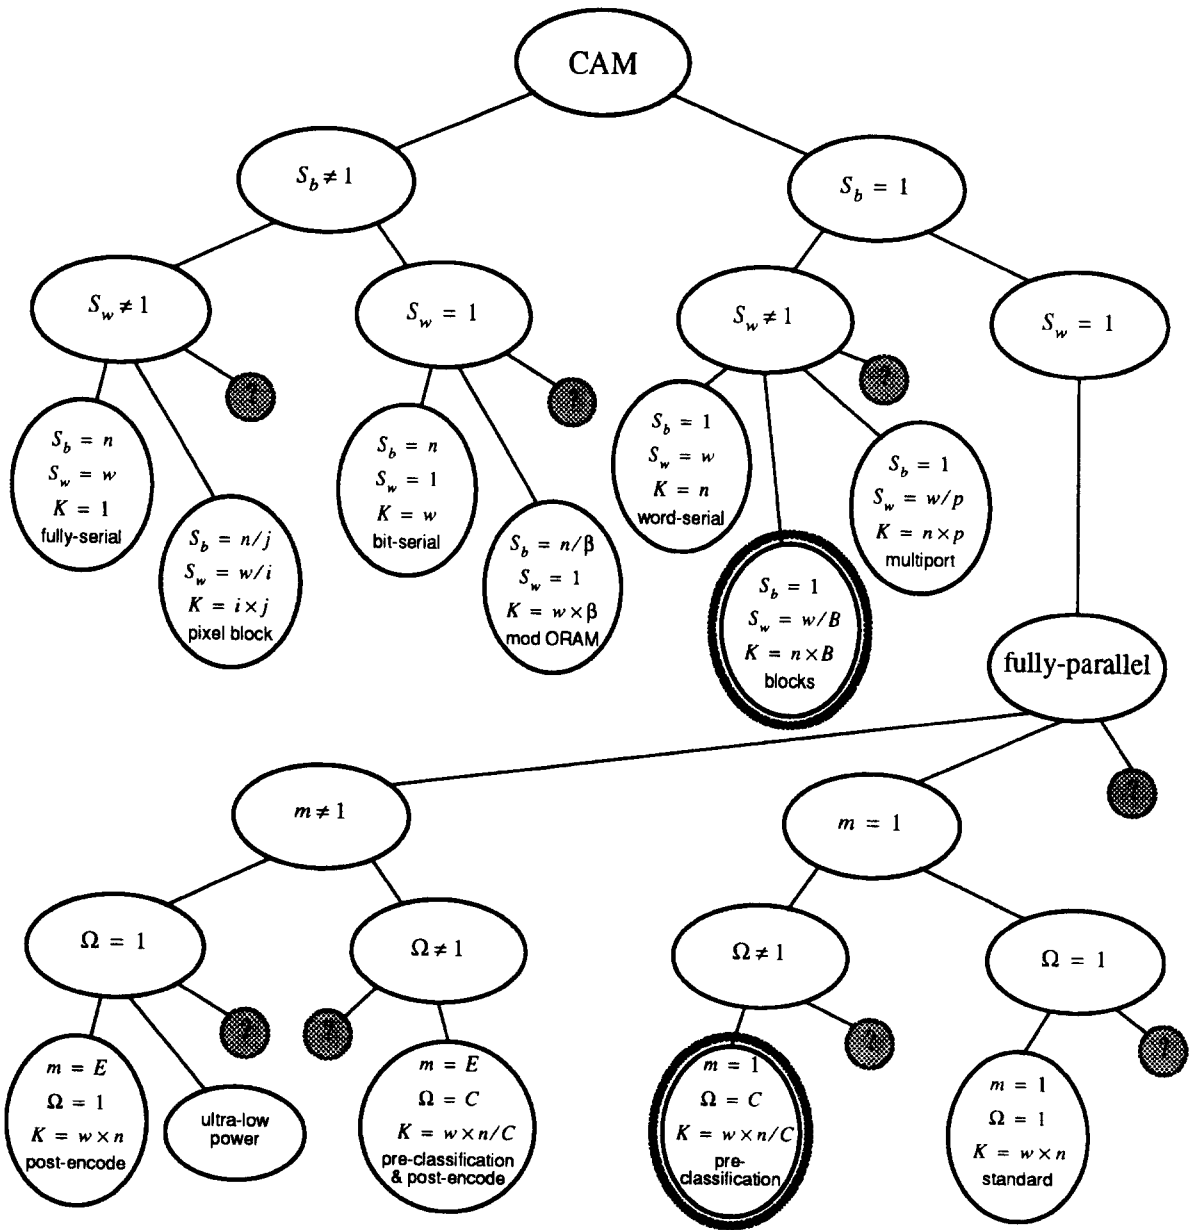 CAM
S_b ≠ 1
S_b = 1
S_w ≠ 1
S_w = 1
S_w ≠ 1
S_w = 1
?
?
?
S_b = n
S_w = w
K = 1
fully-serial
S_b = n/j
S_w = w/i
K = i × j
pixel block
S_b = n
S_w = 1
K = w
bit-serial
S_b = n/β
S_w = 1
K = w × β
mod ORAM
S_b = 1
S_w = w
K = n
word-serial
S_b = 1
S_w = w/B
K = n × B
blocks
S_b = 1
S_w = w/p
K = n × p
multiport
fully-parallel
?
m ≠ 1
m = 1
Ω = 1
Ω ≠ 1
Ω ≠ 1
Ω = 1
?
?
?
?
m = E
Ω = 1
K = w × n
post-encode
ultra-low
power
m = E
Ω = C
K = w × n/C
pre-classification
& post-encode
m = 1
Ω = C
K = w × n/C
pre-
classification
m = 1
Ω = 1
K = w × n
standard